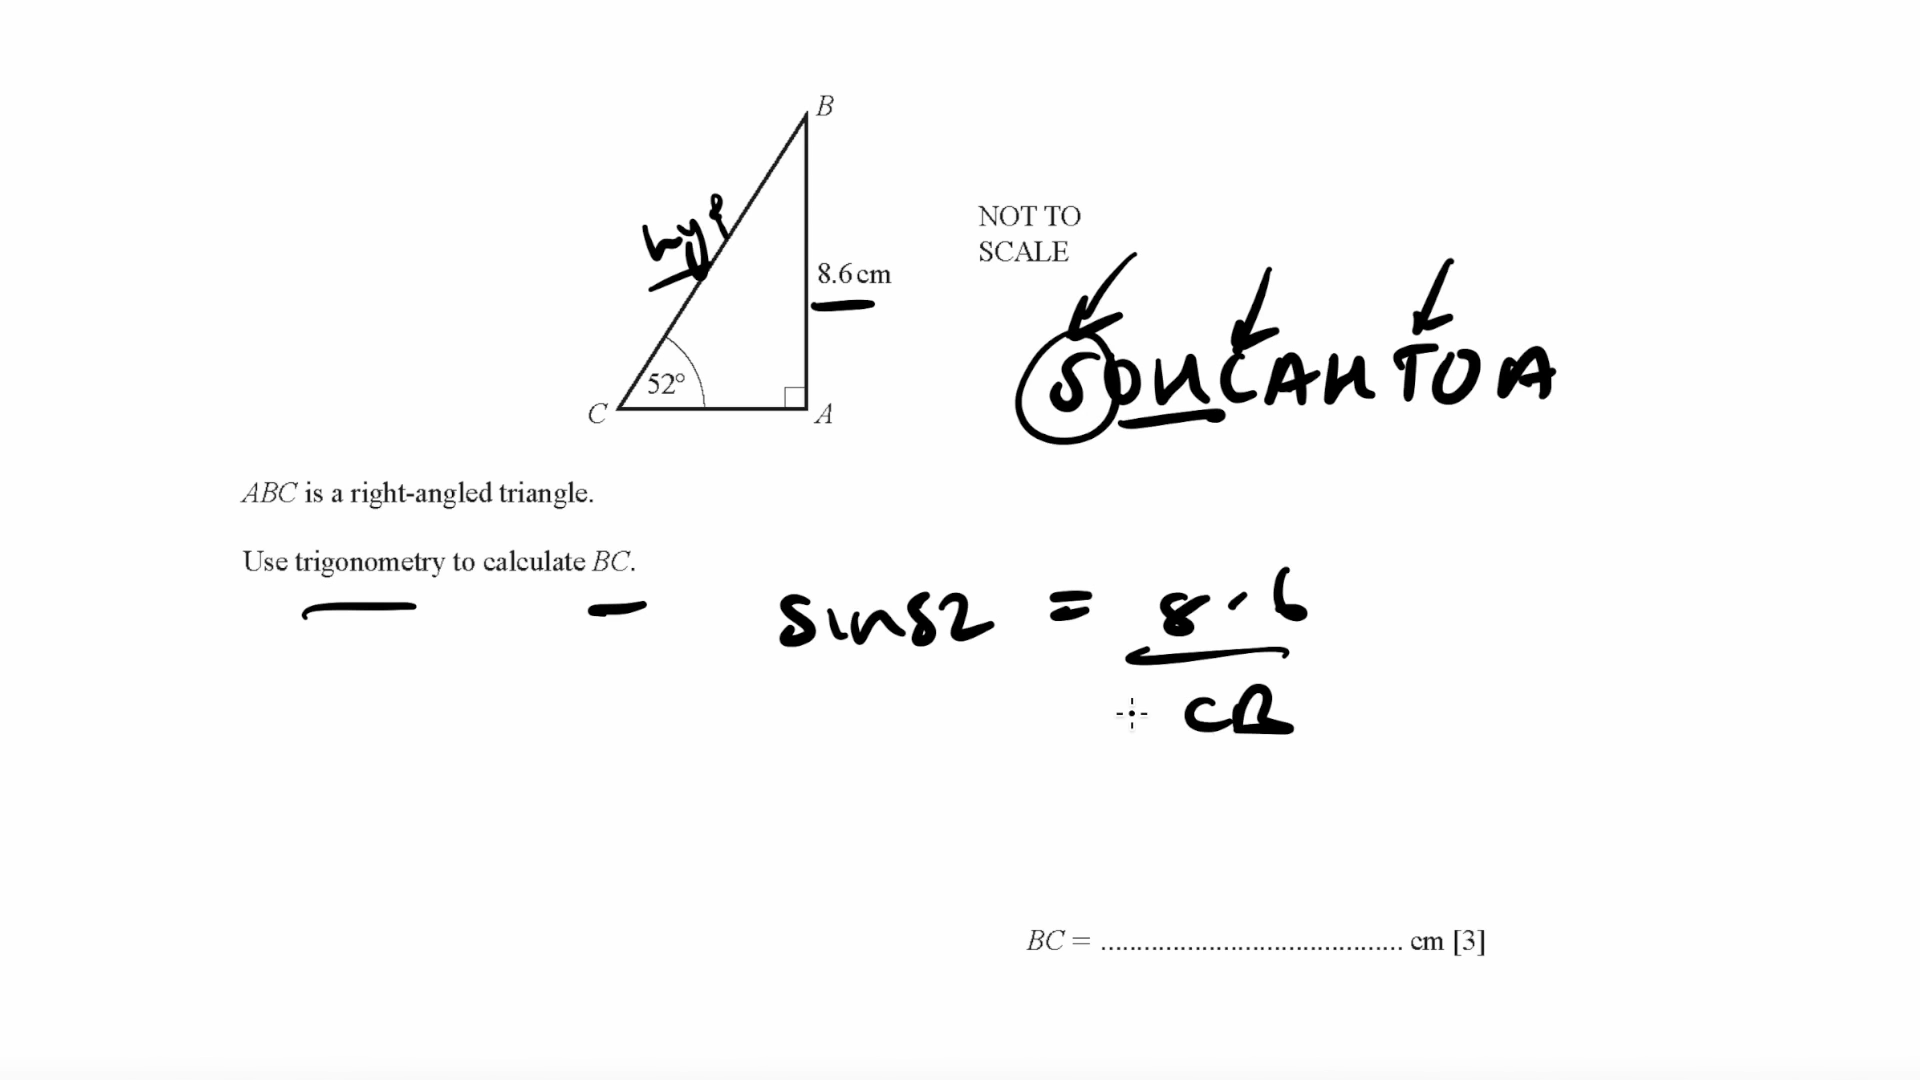 B
hyp
NOT TO
SCALE
8.6 cm
52°
C
A
SOHCAHTOA
ABC is a right-angled triangle.
Use trigonometry to calculate BC.
sin52 = 8.6
CB
BC = ........................................ cm [3]